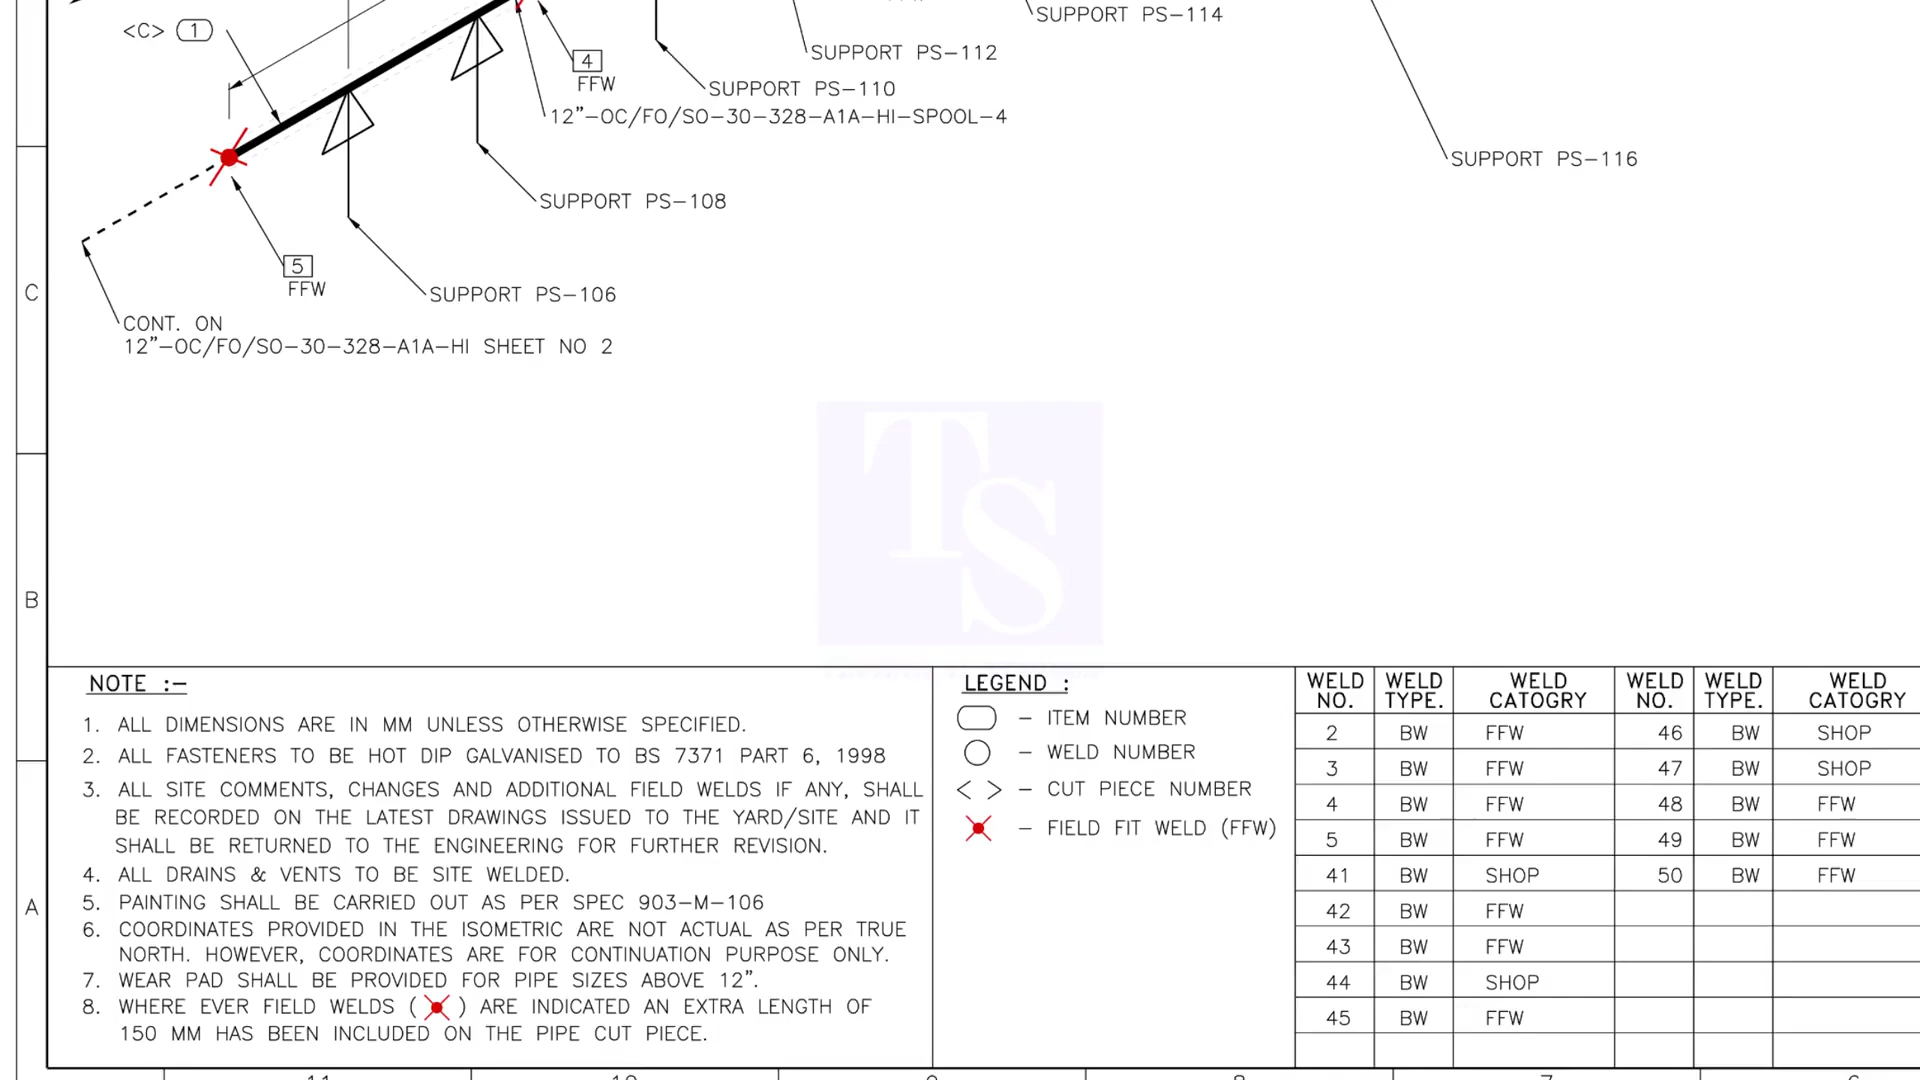 <C> 1
4
FFW
SUPPORT PS-114
SUPPORT PS-112
SUPPORT PS-110
12”-OC/FO/SO-30-328-A1A-HI-SPOOL-4
SUPPORT PS-116
SUPPORT PS-108
5
FFW
SUPPORT PS-106
CONT. ON
12”-OC/FO/SO-30-328-A1A-HI SHEET NO 2
C
B
A
TS
NOTE :-
1. ALL DIMENSIONS ARE IN MM UNLESS OTHERWISE SPECIFIED.
2. ALL FASTENERS TO BE HOT DIP GALVANISED TO BS 7371 PART 6, 1998
3. ALL SITE COMMENTS, CHANGES AND ADDITIONAL FIELD WELDS IF ANY, SHALL
BE RECORDED ON THE LATEST DRAWINGS ISSUED TO THE YARD/SITE AND IT
SHALL BE RETURNED TO THE ENGINEERING FOR FURTHER REVISION.
4. ALL DRAINS & VENTS TO BE SITE WELDED.
5. PAINTING SHALL BE CARRIED OUT AS PER SPEC 903-M-106
6. COORDINATES PROVIDED IN THE ISOMETRIC ARE NOT ACTUAL AS PER TRUE
NORTH. HOWEVER, COORDINATES ARE FOR CONTINUATION PURPOSE ONLY.
7. WEAR PAD SHALL BE PROVIDED FOR PIPE SIZES ABOVE 12”.
8. WHERE EVER FIELD WELDS ( ) ARE INDICATED AN EXTRA LENGTH OF
150 MM HAS BEEN INCLUDED ON THE PIPE CUT PIECE.
LEGEND :
- ITEM NUMBER
- WELD NUMBER
< > - CUT PIECE NUMBER
- FIELD FIT WELD (FFW)
WELD NO. WELD TYPE. WELD CATOGRY WELD NO. WELD TYPE. WELD CATOGRY
2 BW FFW 46 BW SHOP
3 BW FFW 47 BW SHOP
4 BW FFW 48 BW FFW
5 BW FFW 49 BW FFW
41 BW SHOP 50 BW FFW
42 BW FFW
43 BW FFW
44 BW SHOP
45 BW FFW